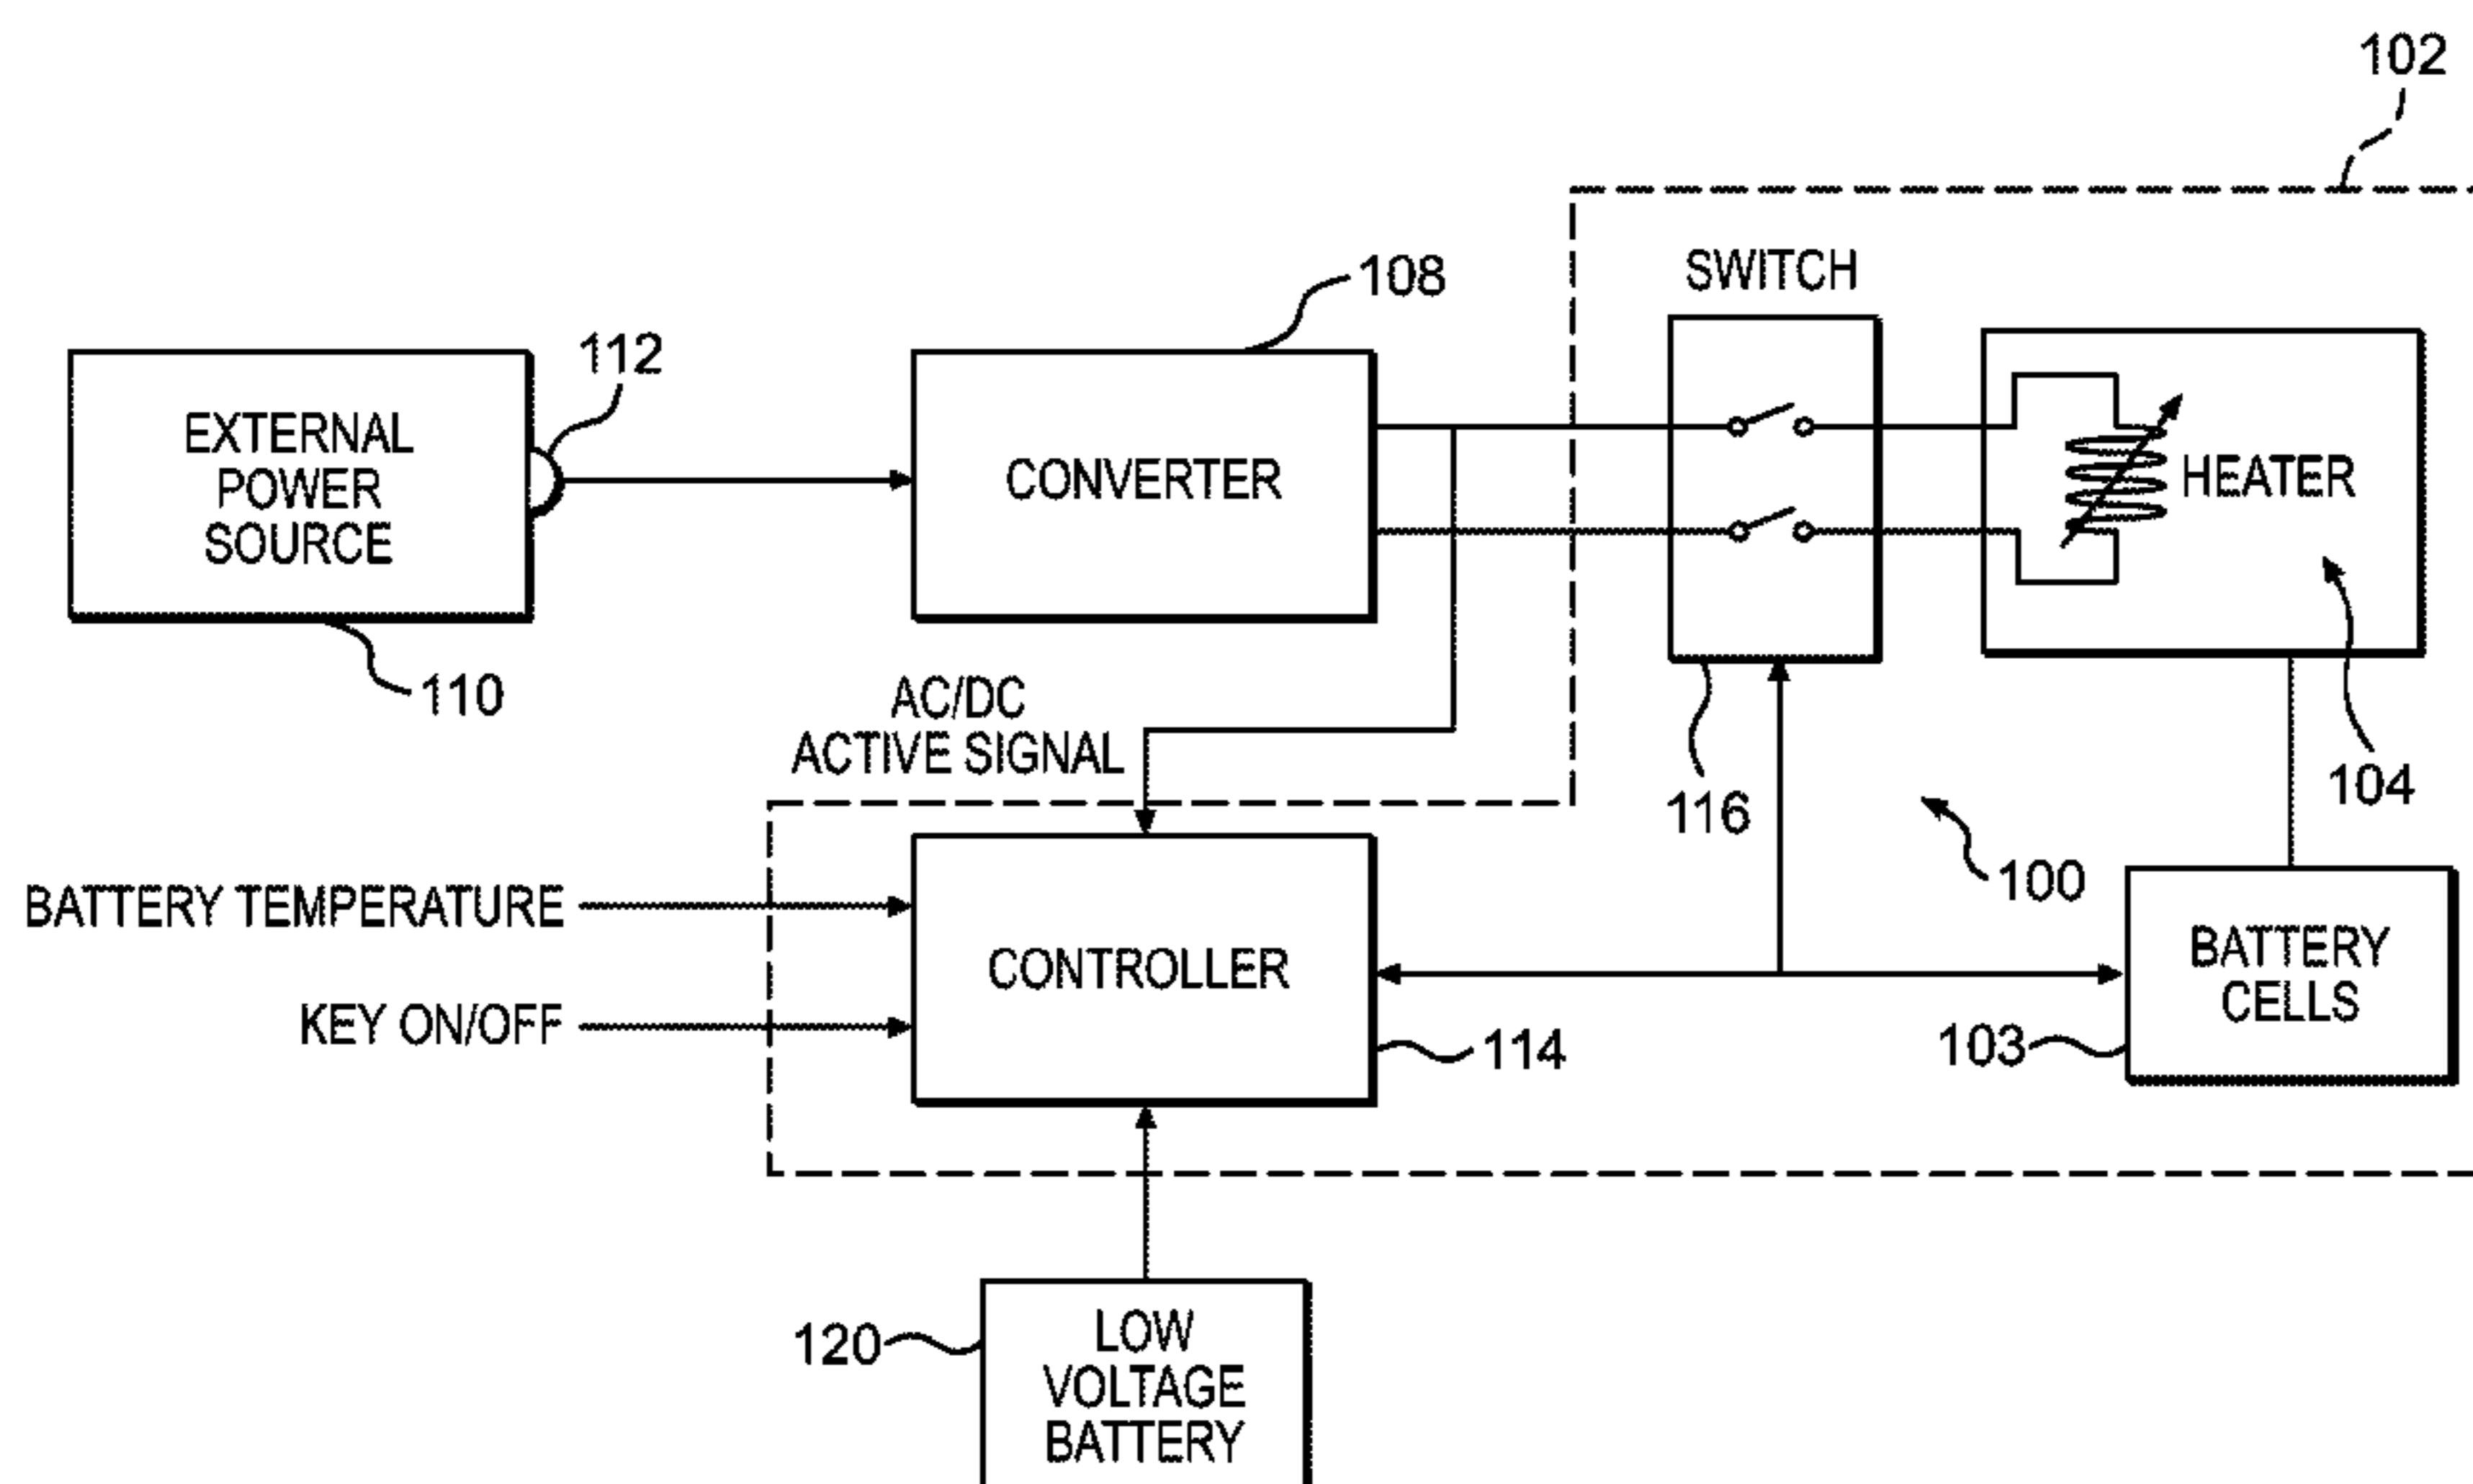 102
108
SWITCH
112
EXTERNAL
POWER
SOURCE
CONVERTER
HEATER
110
AC/DC
ACTIVE SIGNAL
116
104
100
BATTERY TEMPERATURE
KEY ON/OFF
CONTROLLER
114
BATTERY
CELLS
103
120
LOW
VOLTAGE
BATTERY